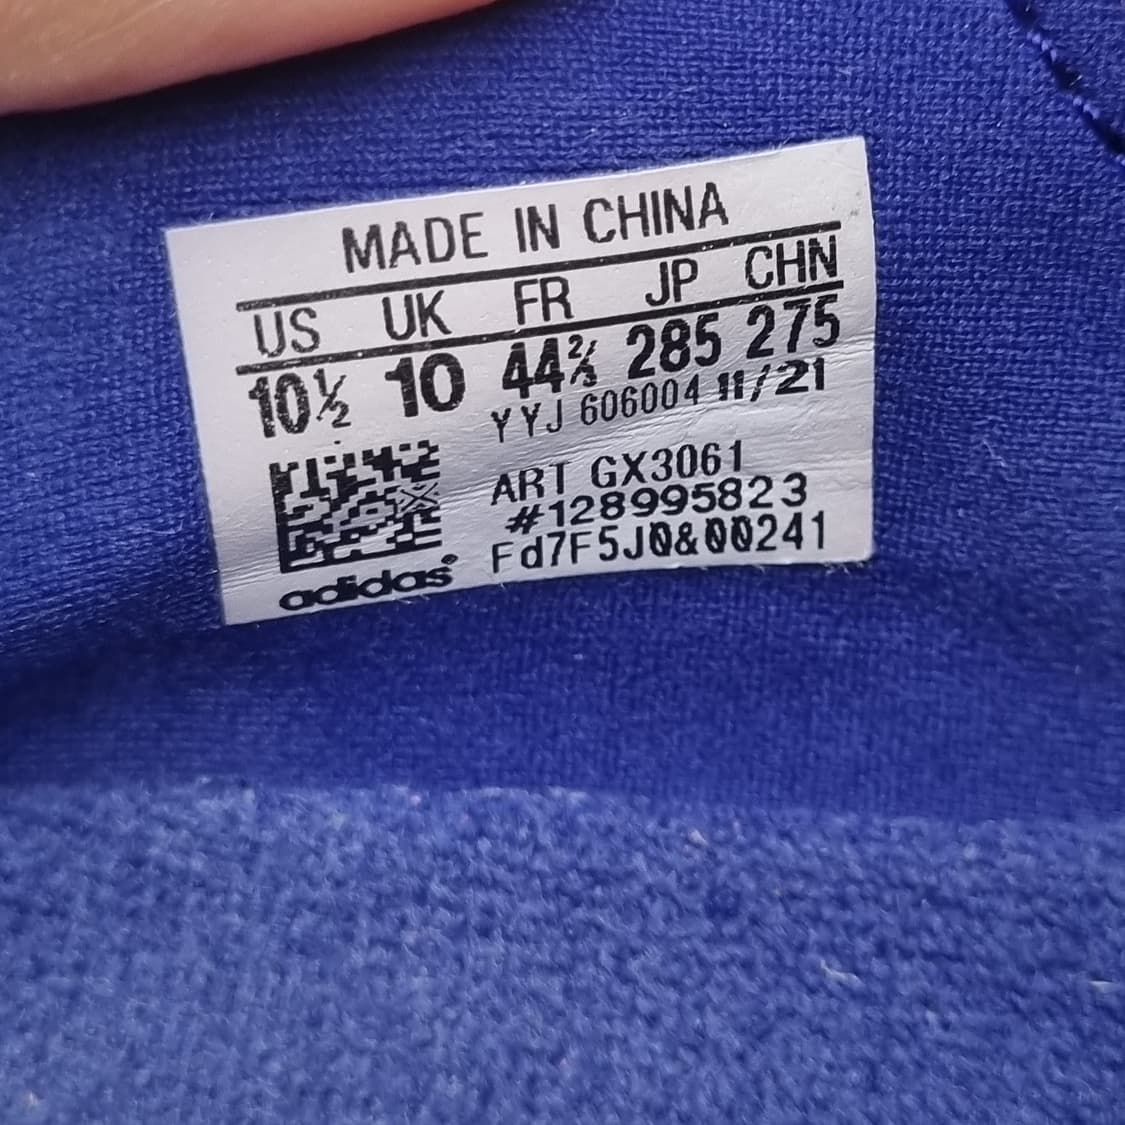 MADE IN CHINA
US UK FR JP CHN
10½ 10 44⅔ 285 275
YYJ 606004 11/21
ART GX3061
#128995823
Fd7F5J0&00241
adidas®